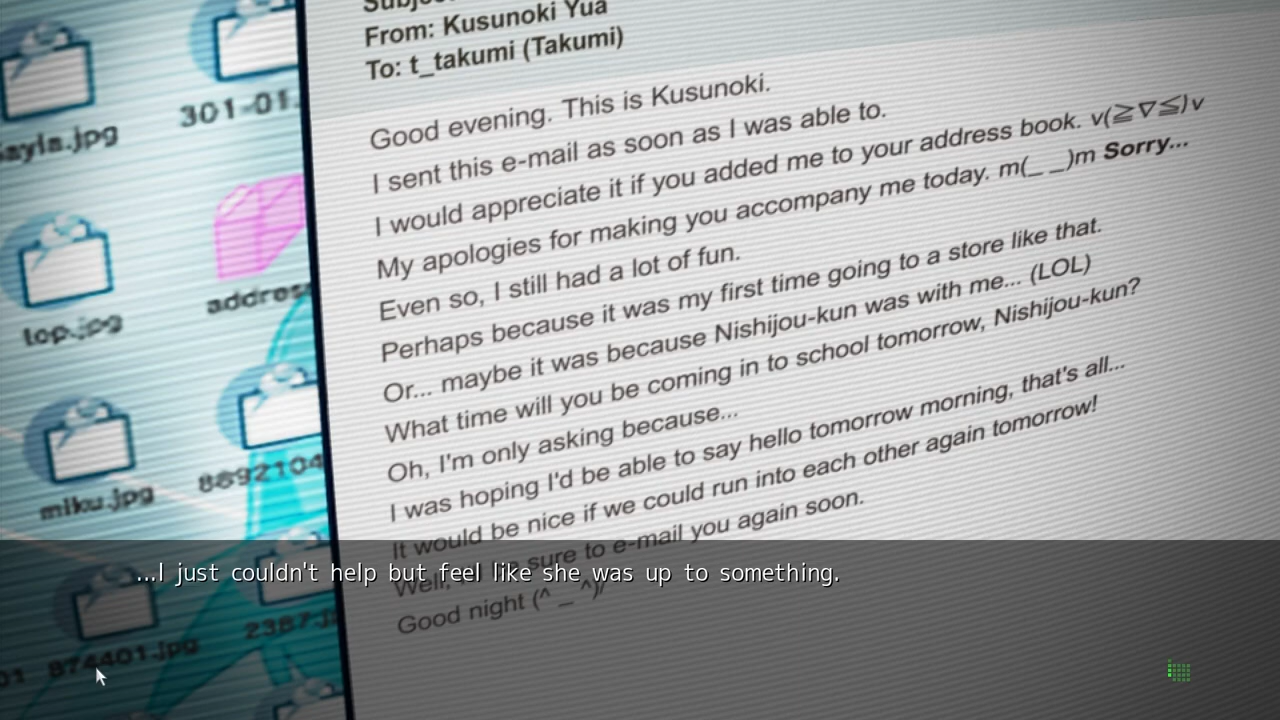 From: Kusunoki Yua
To: t_takumi (Takumi)
Good evening. This is Kusunoki.
I sent this e-mail as soon as I was able to.
I would appreciate it if you added me to your address book. v(≧∇≦)v
My apologies for making you accompany me today. m(_ _)m Sorry...
Even so, I still had a lot of fun.
Perhaps because it was my first time going to a store like that.
Or... maybe it was because Nishijou-kun was with me... (LOL)
What time will you be coming in to school tomorrow, Nishijou-kun?
Oh, I'm only asking because...
I was hoping I'd be able to say hello tomorrow morning, that's all...
It would be nice if we could run into each other again tomorrow!
Well, sure to e-mail you again soon.
Good night (^ _ ^)/
301-01.
top.jpg
addres
miku.jpg
8892104
2387.j
01 874401.jpg
...I just couldn't help but feel like she was up to something.